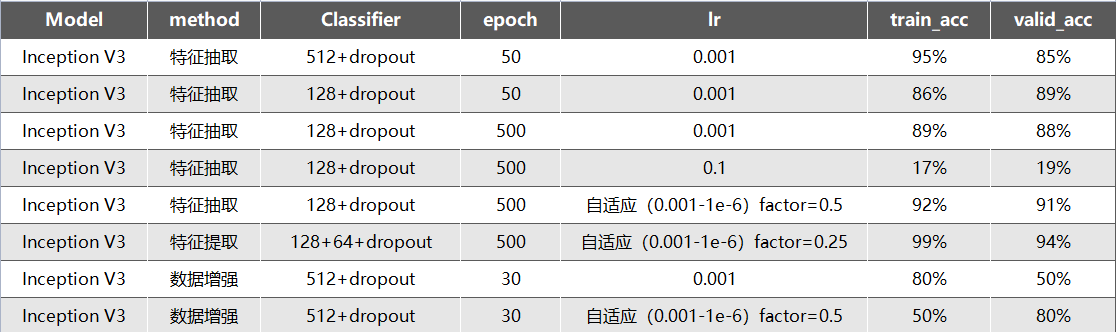 Model method Classifier epoch lr train_acc valid_acc
Inception V3 特征抽取 512+dropout 50 0.001 95% 85%
Inception V3 特征抽取 128+dropout 50 0.001 86% 89%
Inception V3 特征抽取 128+dropout 500 0.001 89% 88%
Inception V3 特征抽取 128+dropout 500 0.1 17% 19%
Inception V3 特征抽取 128+dropout 500 自适应（0.001-1e-6）factor=0.5 92% 91%
Inception V3 特征提取 128+64+dropout 500 自适应（0.001-1e-6）factor=0.25 99% 94%
Inception V3 数据增强 512+dropout 30 0.001 80% 50%
Inception V3 数据增强 512+dropout 30 自适应（0.001-1e-6）factor=0.5 50% 80%